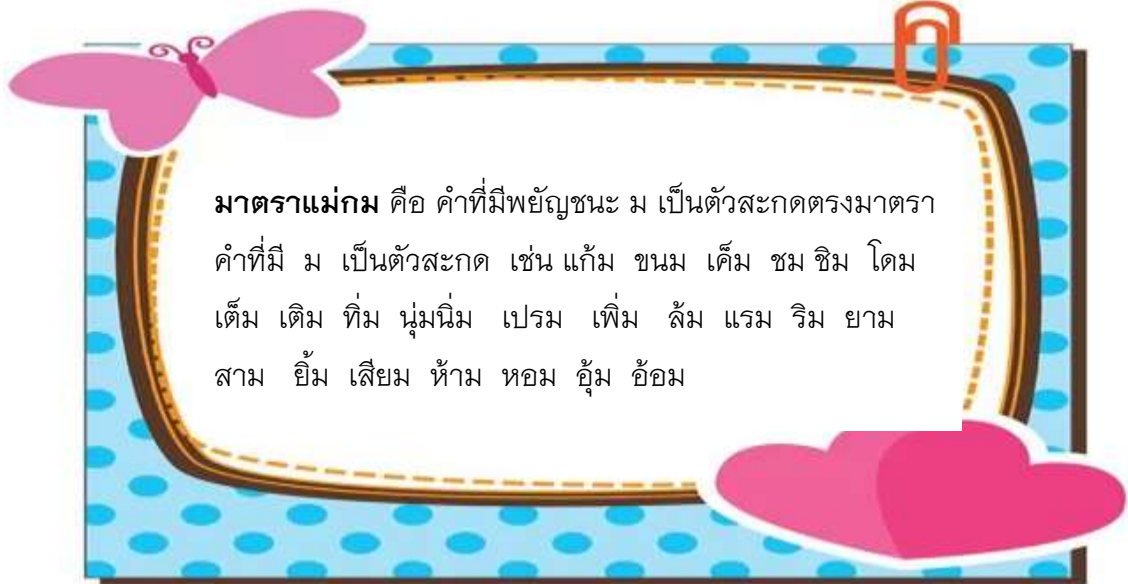 มาตราแม่กม คือ คำที่มีพยัญชนะ ม เป็นตัวสะกดตรงมาตรา
คำที่มี ม เป็นตัวสะกด เช่น แก้ม ขนม เค็ม ชม ชิม โดม
เต็ม เติม ทิ่ม นุ่มนิ่ม เปรม เพิ่ม ล้ม แรม ริม ยาม
สาม ยิ้ม เสียม ห้าม หอม อุ้ม อ้อม